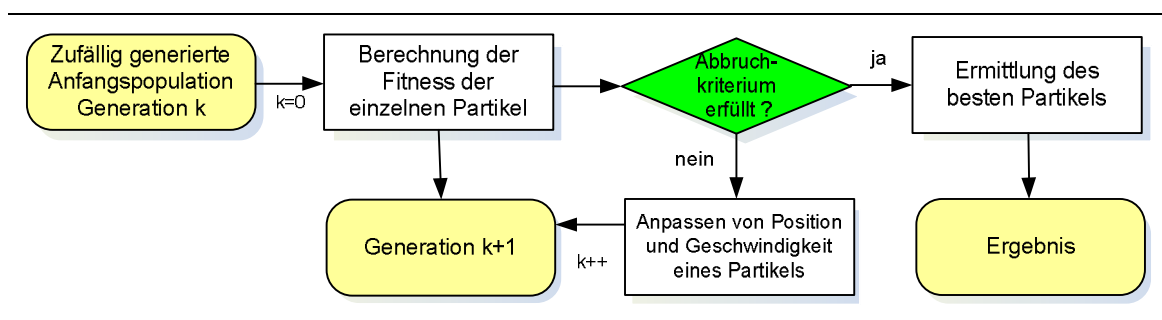 Zufällig generierte
Anfangspopulation
Generation k
k=0
Berechnung der
Fitness der
einzelnen Partikel
Abbruch-
kriterium
erfüllt ?
ja
Ermittlung des
besten Partikels
nein
Generation k+1
k++
Anpassen von Position
und Geschwindigkeit
eines Partikels
Ergebnis